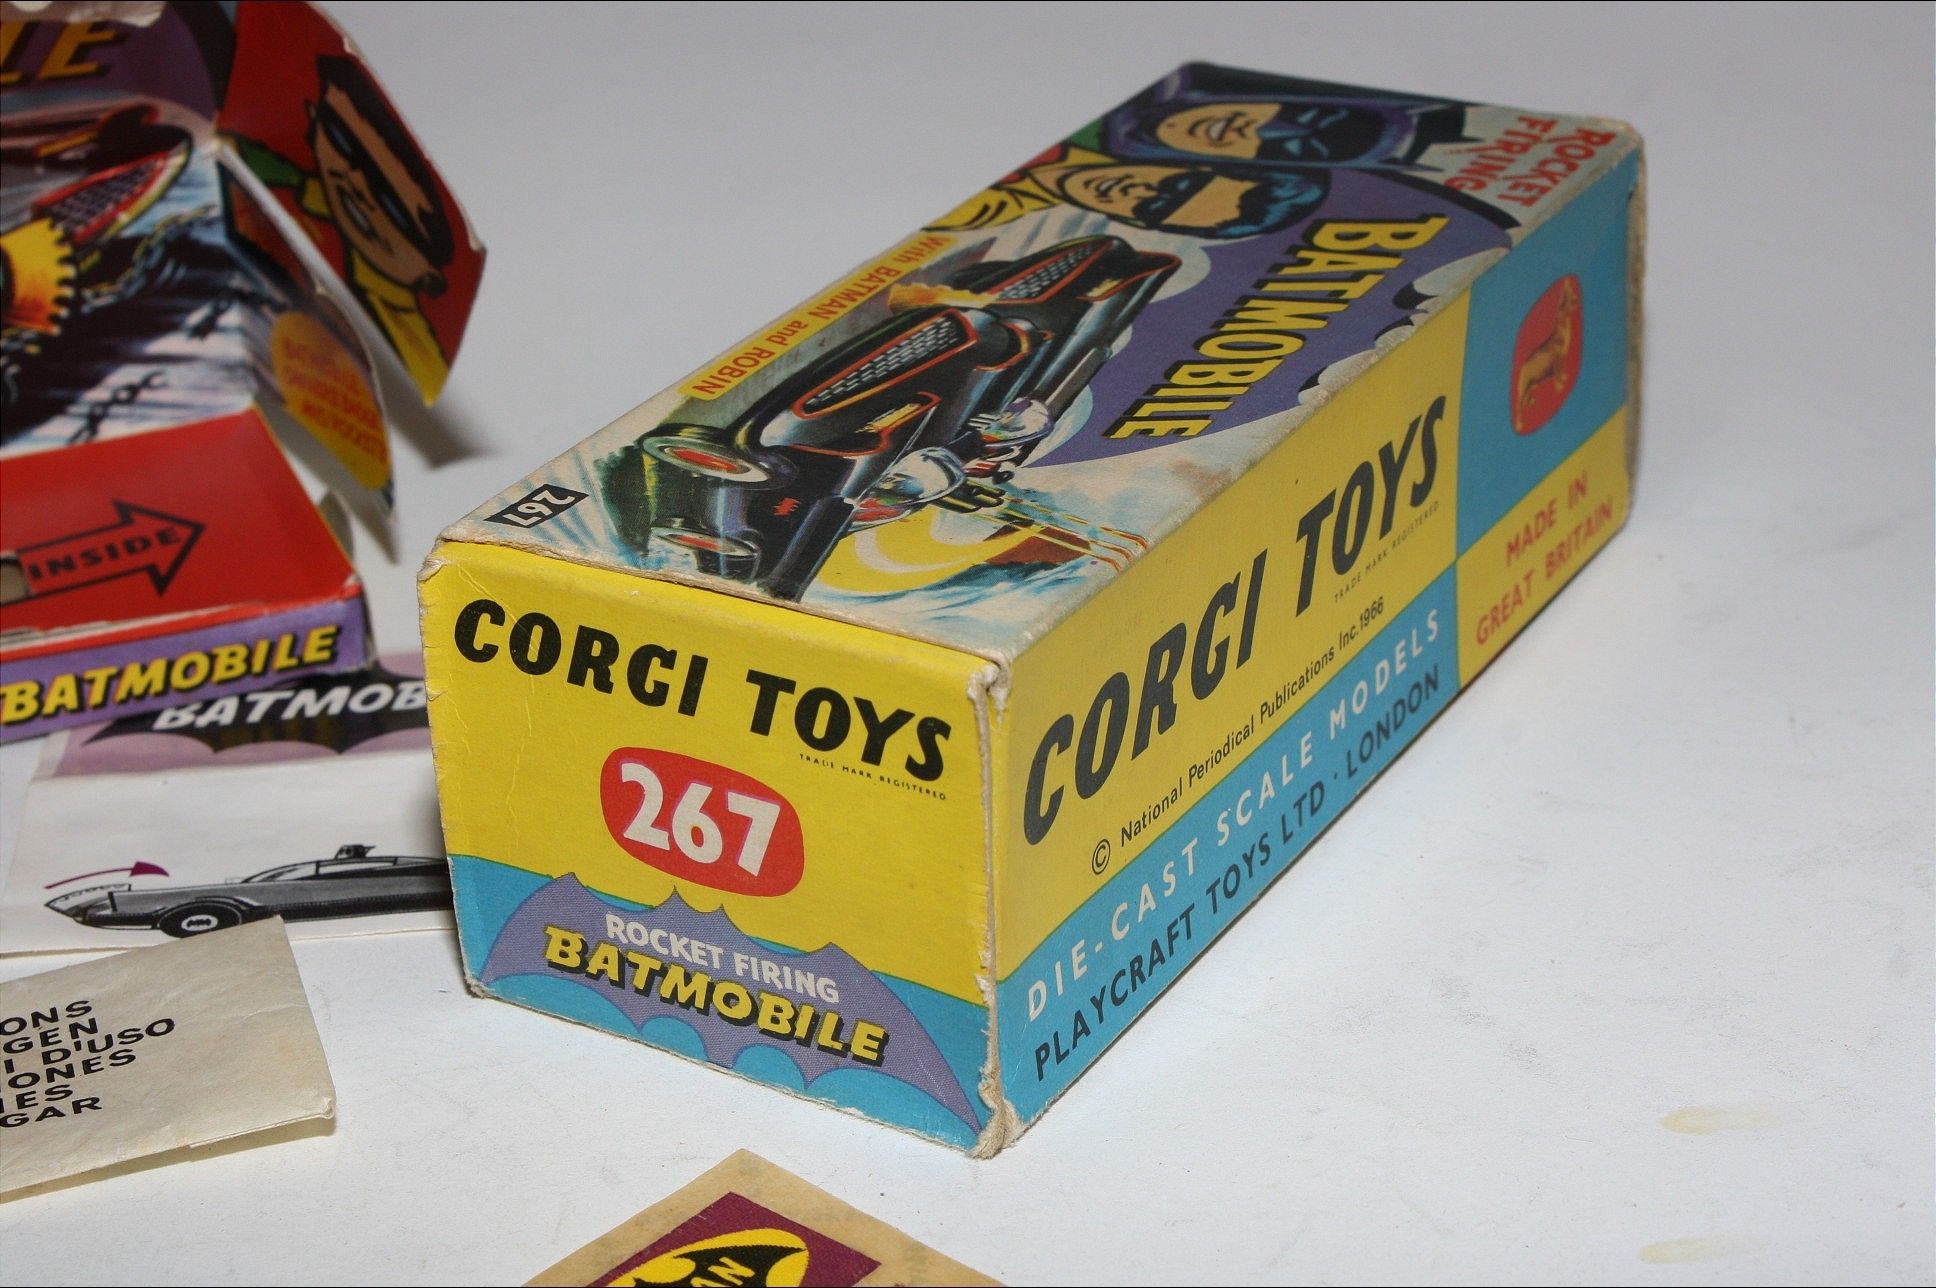 ROCKET
FIRING
BATMOBILE
With BATMAN and ROBIN
267
CORGI TOYS
TRADE MARK REGISTERED
267
ROCKET FIRING
BATMOBILE
CORGI TOYS
TRADE MARK REGISTERED
© National Periodical Publications Inc. 1966
DIE-CAST SCALE MODELS
PLAYCRAFT TOYS LTD · LONDON
MADE IN
GREAT BRITAIN
INSIDE
BATMOBILE
BATMOB
ONS
GEN
I D'USO
IONES
IES
GAR